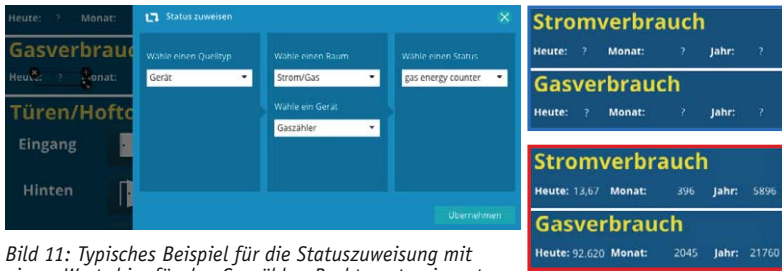 Heute: ? Monat:
Gasverbrauc
Heute: ? Monat:
Türen/Hoftc
Eingang
Hinten
Status zuweisen
Wähle einen Quelltyp
Gerät
Wähle einen Raum
Strom/Gas
Wähle ein Gerät
Gaszähler
Wähle einen Status
gas energy counter
Übernehmen
Stromverbrauch
Heute: ? Monat: ? Jahr: ?
Gasverbrauch
Heute: ? Monat: ? Jahr: ?
Stromverbrauch
Heute: 13,67 Monat: 396 Jahr: 5896
Gasverbrauch
Heute: 92.620 Monat: 2045 Jahr: 21760
Bild 11: Typisches Beispiel für die Statuszuweisung mit